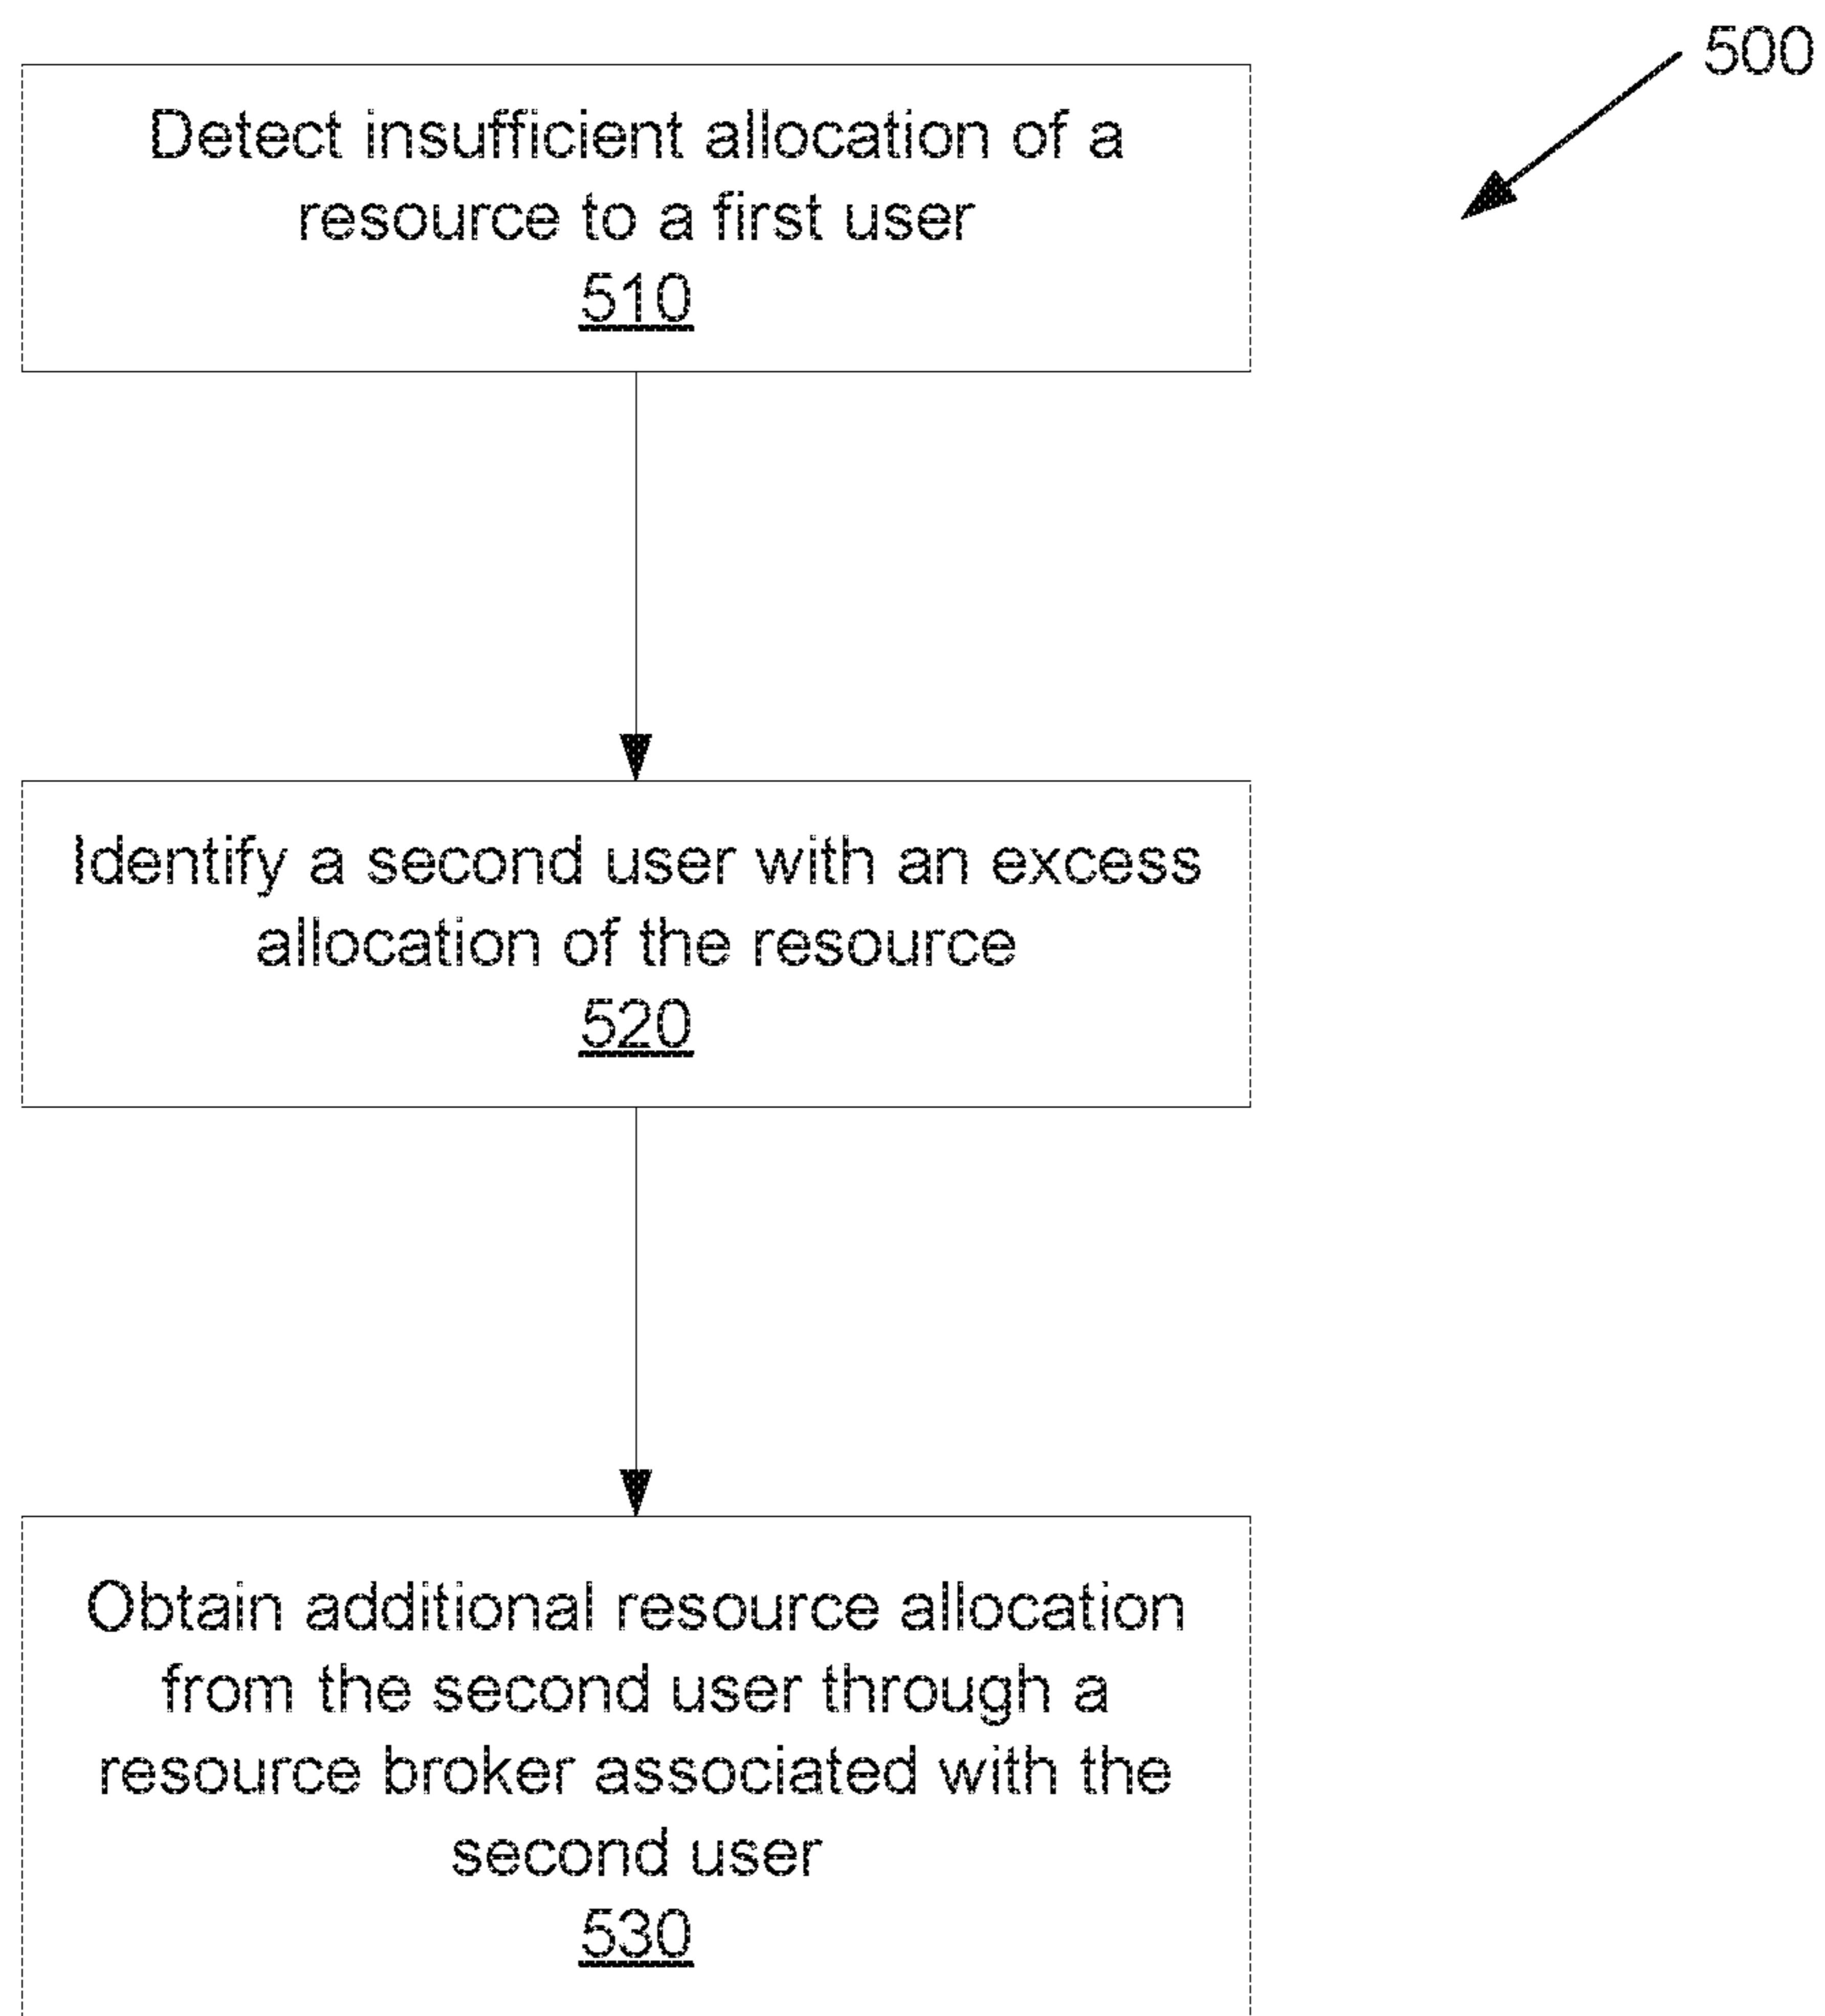 500
Detect insufficient allocation of a
resource to a first user
510
Identify a second user with an excess
allocation of the resource
520
Obtain additional resource allocation
from the second user through a
resource broker associated with the
second user
530